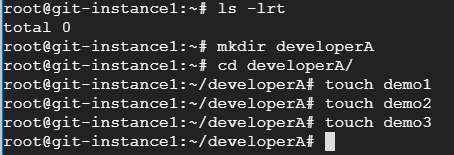 root@git-instance1:~# ls -lrt
total 0
root@git-instance1:~# mkdir developerA
root@git-instance1:~# cd developerA/
root@git-instance1:~/developerA# touch demo1
root@git-instance1:~/developerA# touch demo2
root@git-instance1:~/developerA# touch demo3
root@git-instance1:~/developerA#